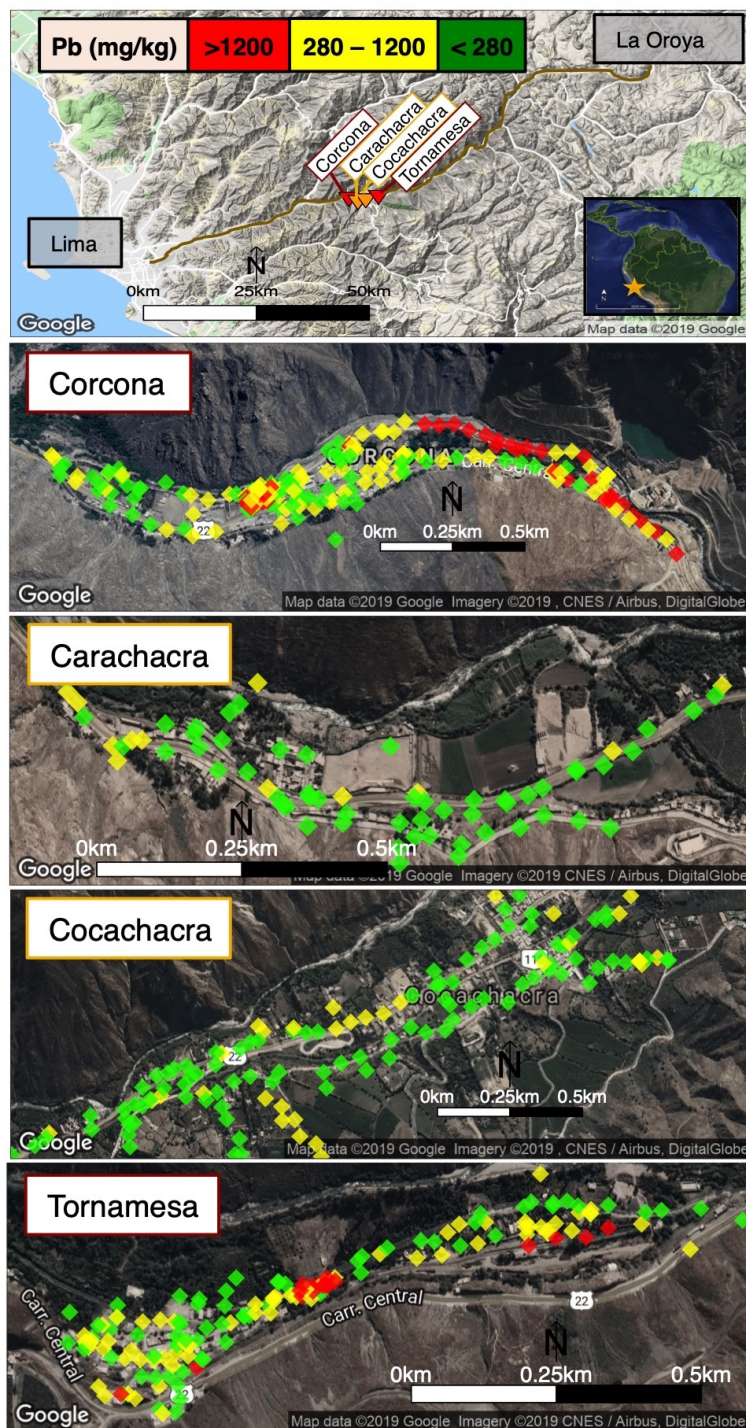 Pb (mg/kg) >1200 280 – 1200 < 280
La Oroya
Corcona
Carachacra
Cocachacra
Tornamesa
Lima
N
0km 25km 50km
N
Google
Map data ©2019 Google
Corcona
22
N
0km 0.25km 0.5km
Google
Map data ©2019 Google Imagery ©2019 , CNES / Airbus, DigitalGlobe
Carachacra
N
0km 0.25km 0.5km
Google
Map data ©2019 Google Imagery ©2019 CNES / Airbus, DigitalGlobe
Cocachacra
Cocachacra
22
N
0km 0.25km 0.5km
Google
Map data ©2019 Google Imagery ©2019 , CNES / Airbus, DigitalGlobe
Tornamesa
Carr. Central
Carr. Central
22
N
0km 0.25km 0.5km
Google
Map data ©2019 Google Imagery ©2019 , CNES / Airbus, DigitalGlobe